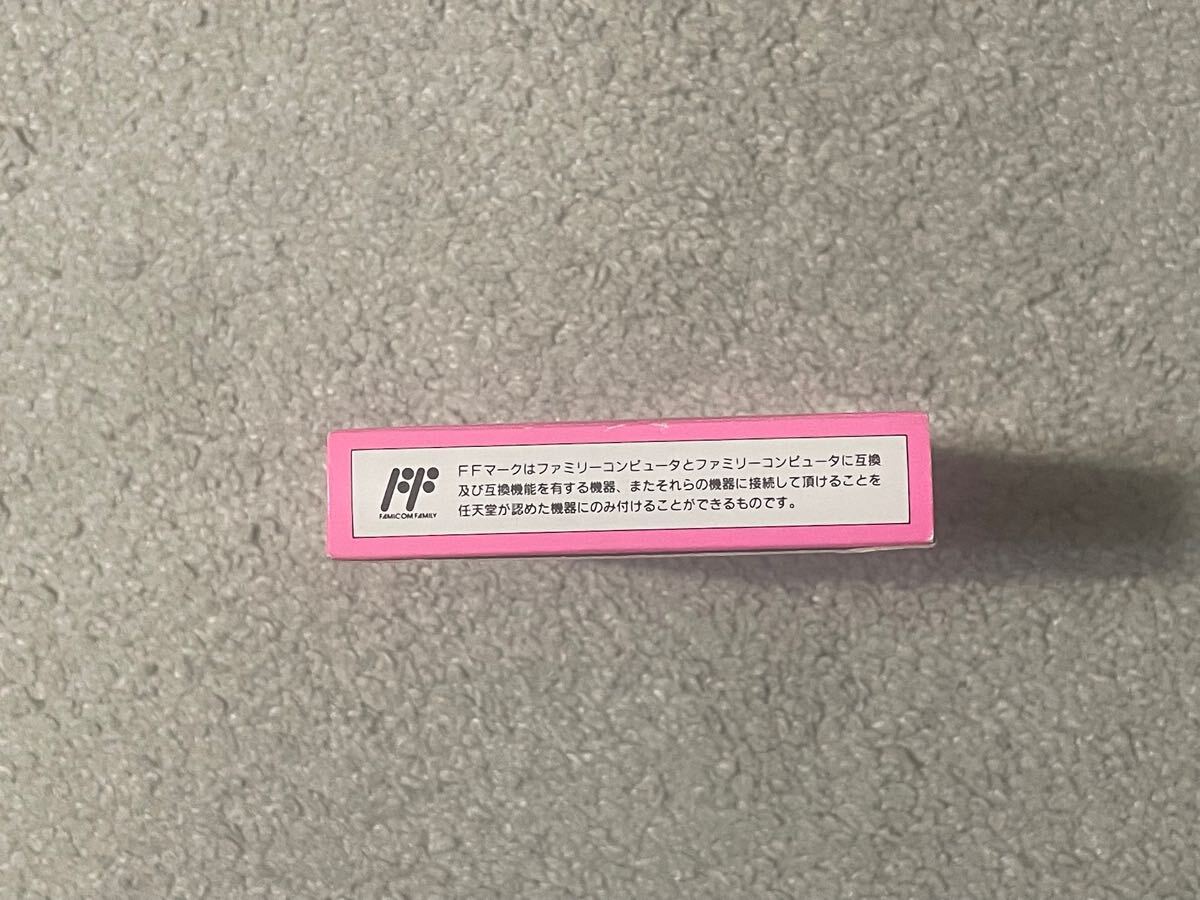 FFマークはファミリーコンピュータとファミリーコンピュータに互換
及び互換機能を有する機器、またそれらの機器に接続して頂けることを
任天堂が認めた機器にのみ付けることができるものです。
FF
FAMICOM FAMILY